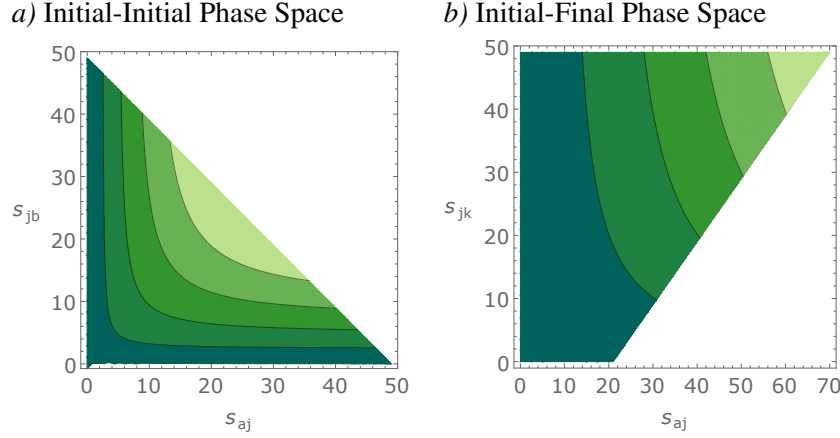 a) Initial-Initial Phase Space
50
40
30
20
10
0
s_jb
0 10 20 30 40 50
s_aj
b) Initial-Final Phase Space
50
40
30
20
10
0
s_jk
0 10 20 30 40 50 60 70
s_aj